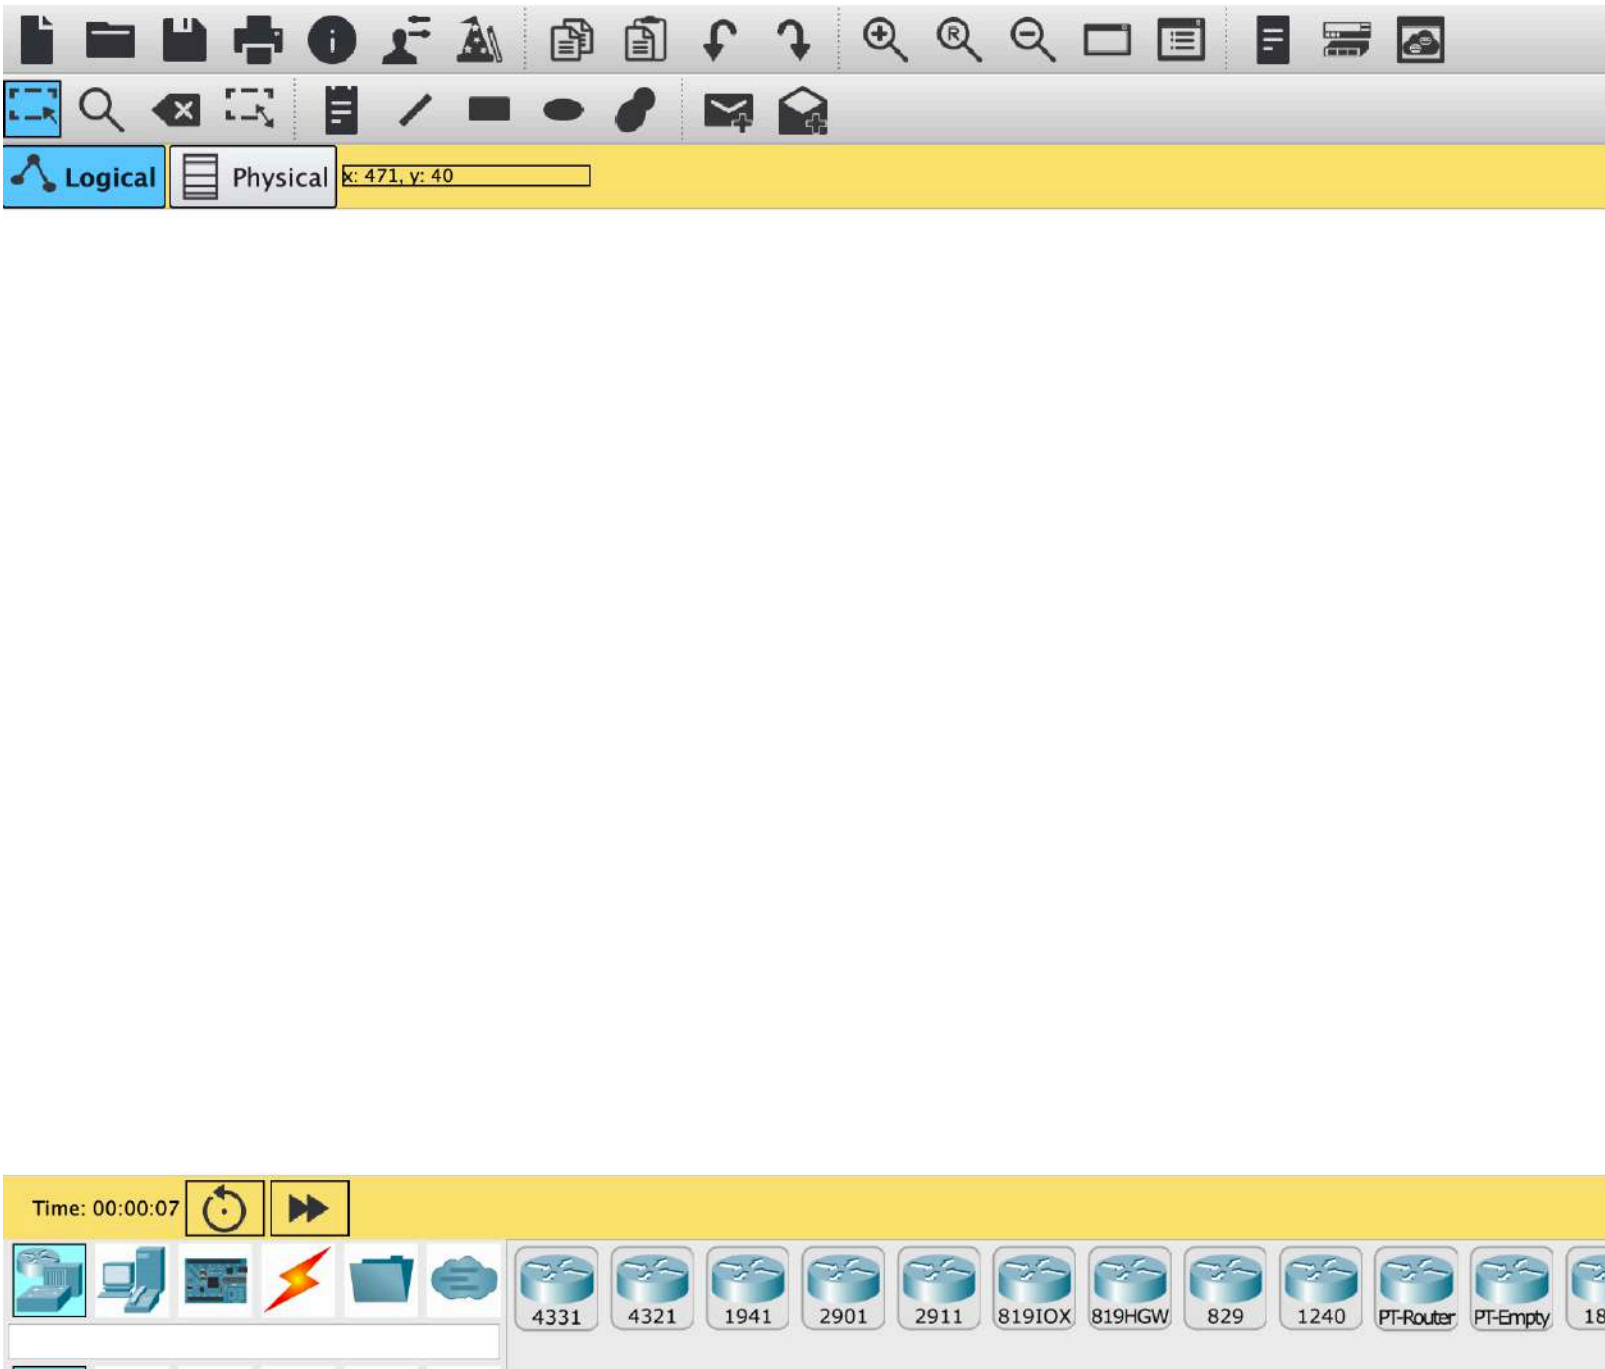 Logical
Physical
x: 471, y: 40
Time: 00:00:07
4331
4321
1941
2901
2911
819IOX
819HGW
829
1240
PT-Router
PT-Empty
18